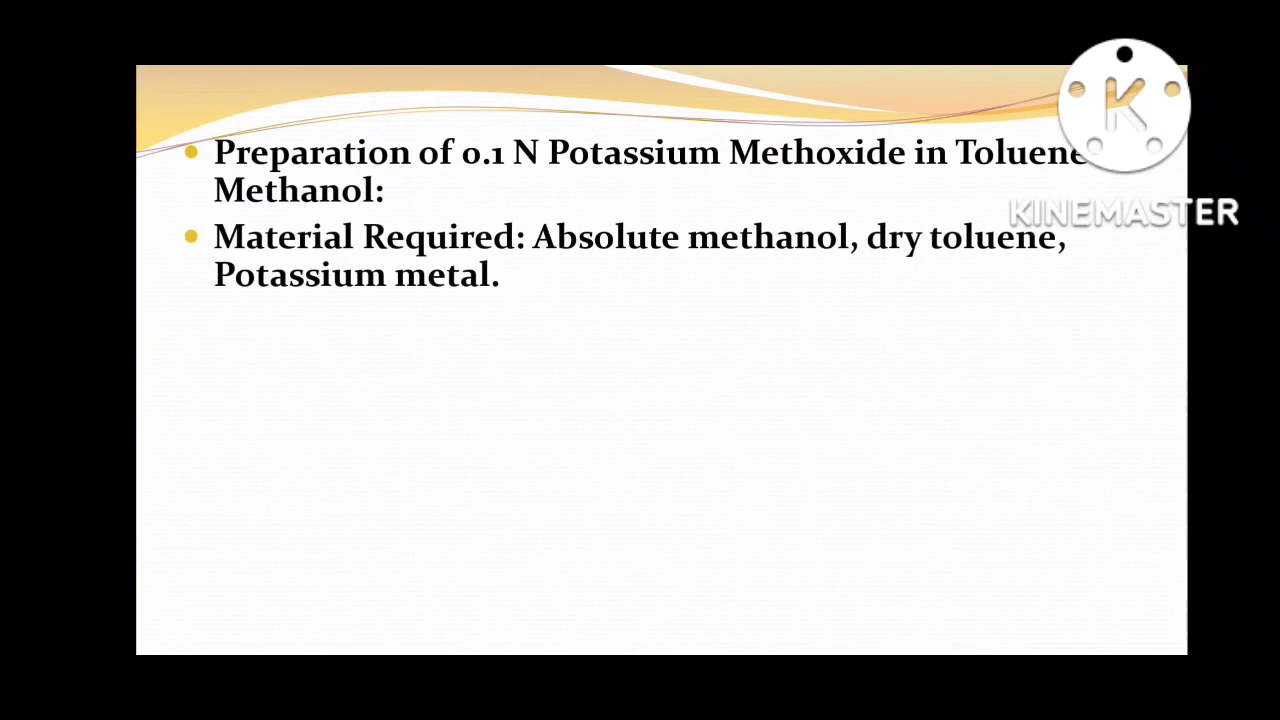 Preparation of 0.1 N Potassium Methoxide in Toluene
Methanol:
Material Required: Absolute methanol, dry toluene,
Potassium metal.
K
KINEMASTER